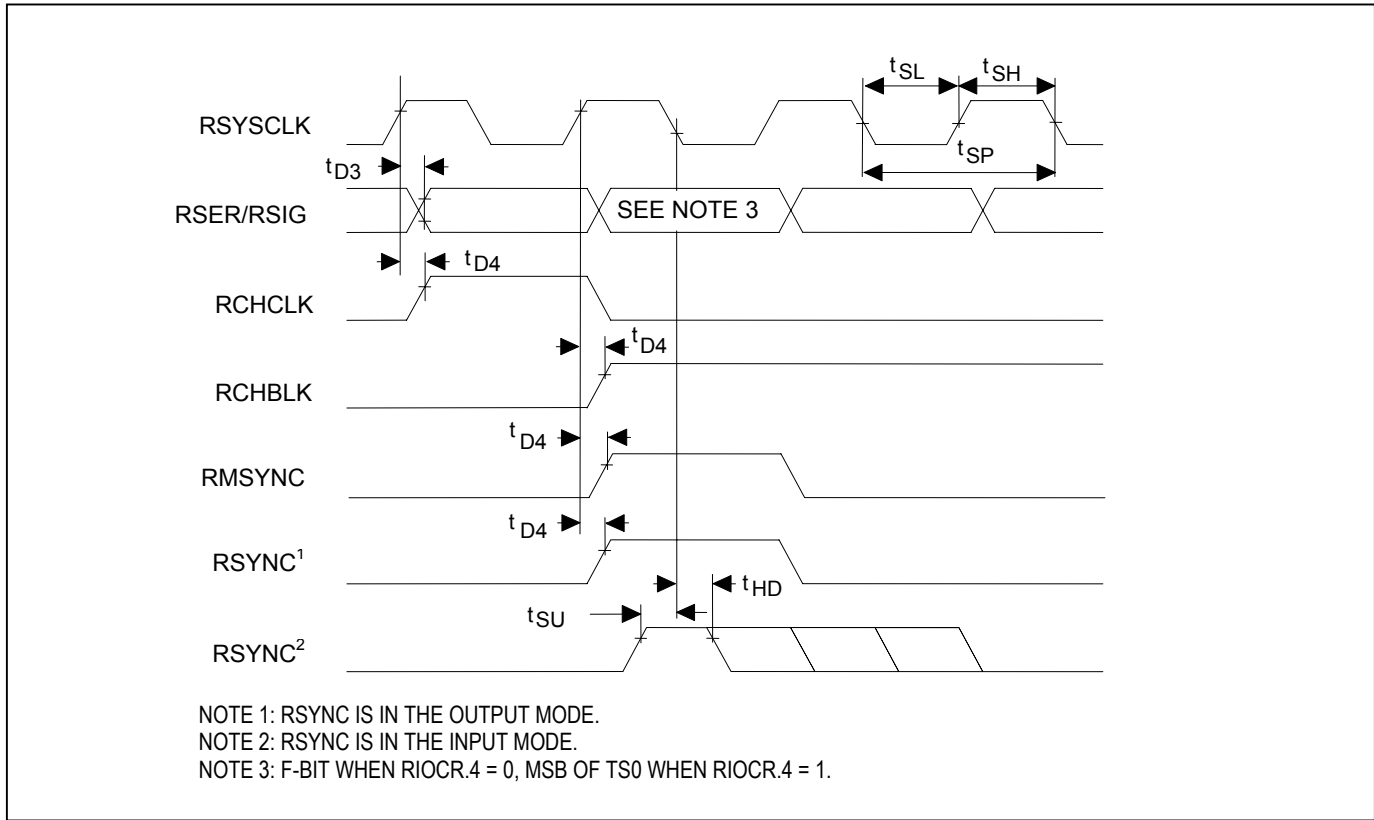 tSL
tSH
RSYSCLK
tSP
tD3
RSER/RSIG
SEE NOTE 3
tD4
RCHCLK
tD4
RCHBLK
tD4
RMSYNC
tD4
RSYNC1
tHD
tSU
RSYNC2
NOTE 1: RSYNC IS IN THE OUTPUT MODE.
NOTE 2: RSYNC IS IN THE INPUT MODE.
NOTE 3: F-BIT WHEN RIOCR.4 = 0, MSB OF TS0 WHEN RIOCR.4 = 1.